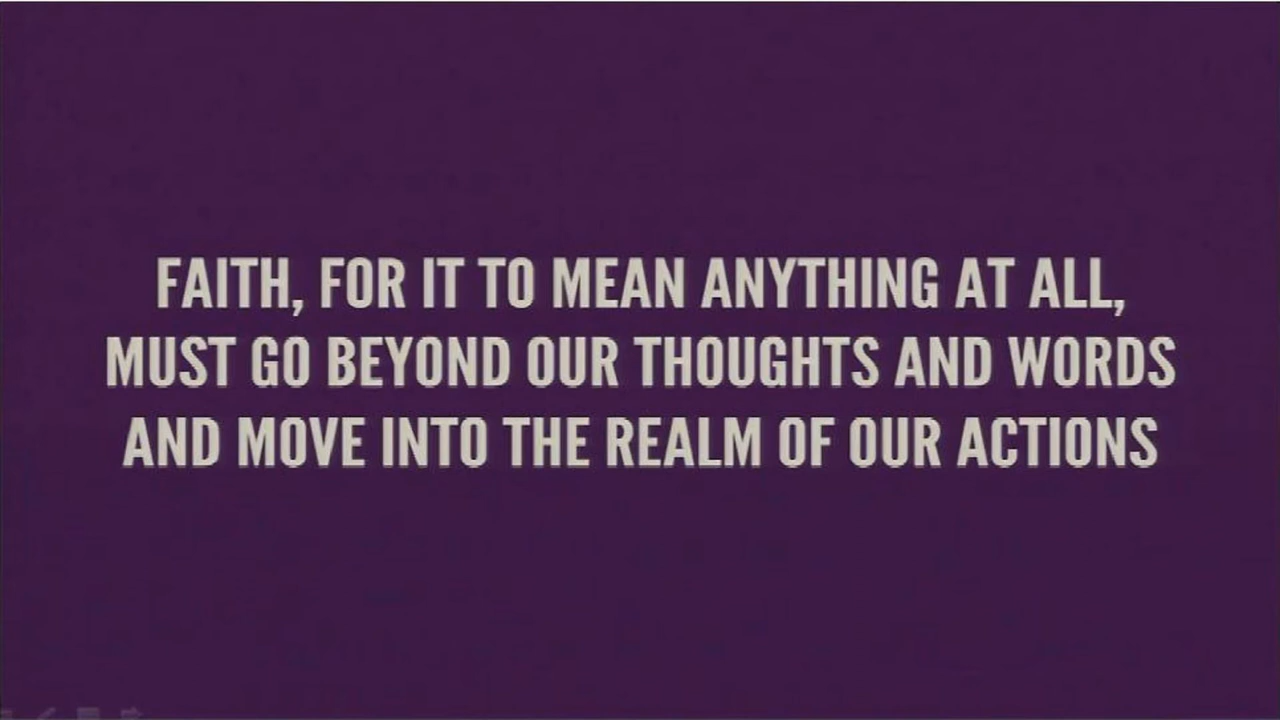 FAITH, FOR IT TO MEAN ANYTHING AT ALL,
MUST GO BEYOND OUR THOUGHTS AND WORDS
AND MOVE INTO THE REALM OF OUR ACTIONS